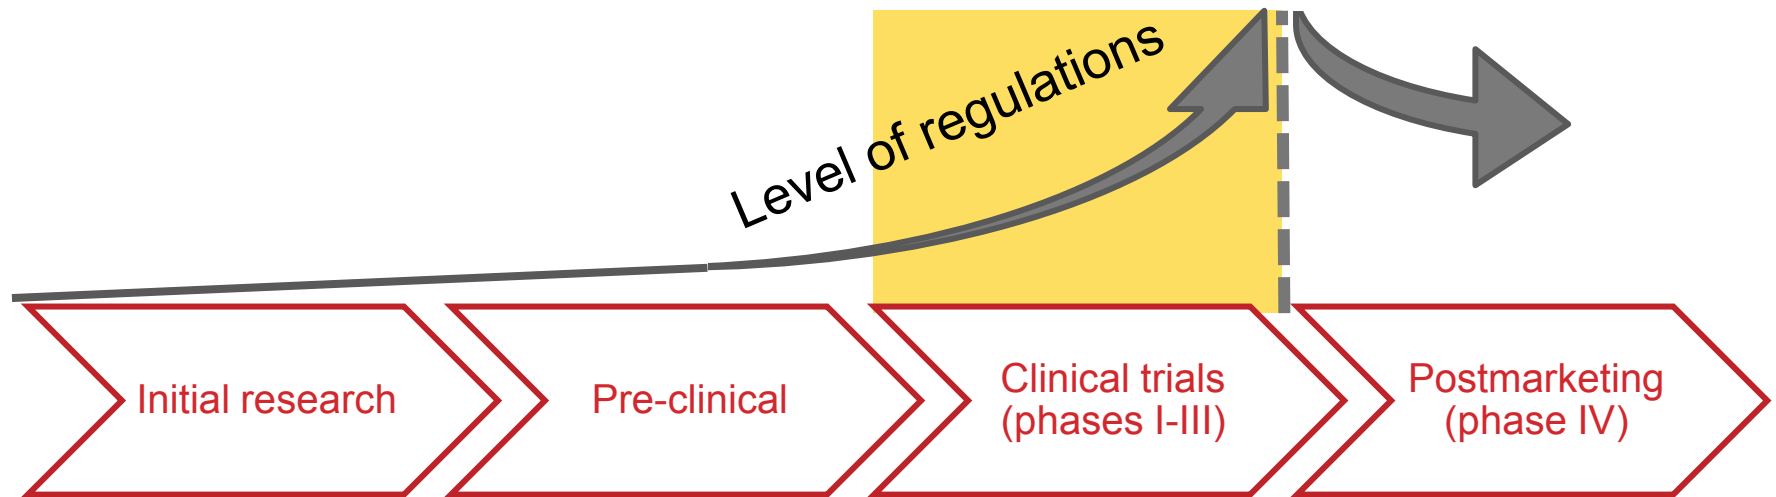 Level of regulations
Initial research
Pre-clinical
Clinical trials
(phases I-III)
Postmarketing
(phase IV)